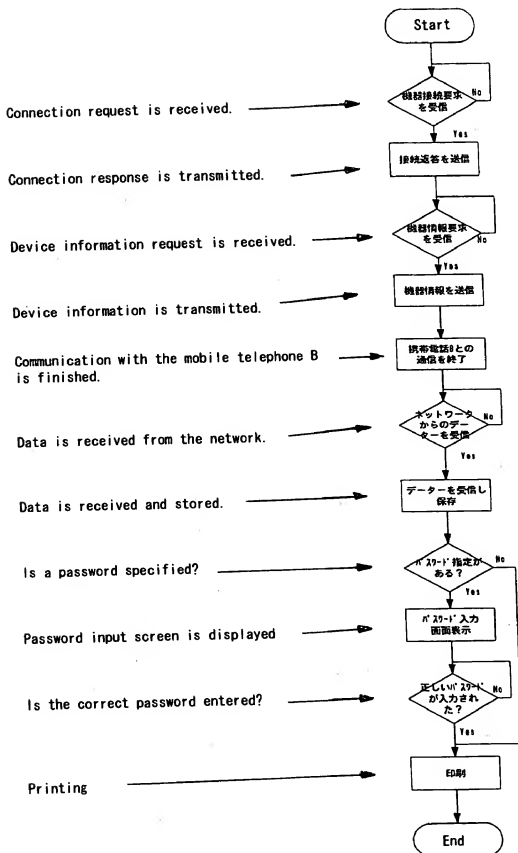 Start
Connection request is received.
機器接続要求
を受信
No
Yes
Connection response is transmitted.
接続返答を送信
Device information request is received.
機器情報要求
を受信
No
Yes
Device information is transmitted.
機器情報を送信
Communication with the mobile telephone B
is finished.
携帯電話Bとの
通信を終了
Data is received from the network.
ネットワーク
からのデー
ターを受信
No
Yes
Data is received and stored.
データーを受信し
保存
Is a password specified?
パスワード指定が
ある？
No
Yes
Password input screen is displayed
パスワード入力
画面表示
Is the correct password entered?
正しいパスワード
が入力され
た？
No
Yes
Printing
印刷
End